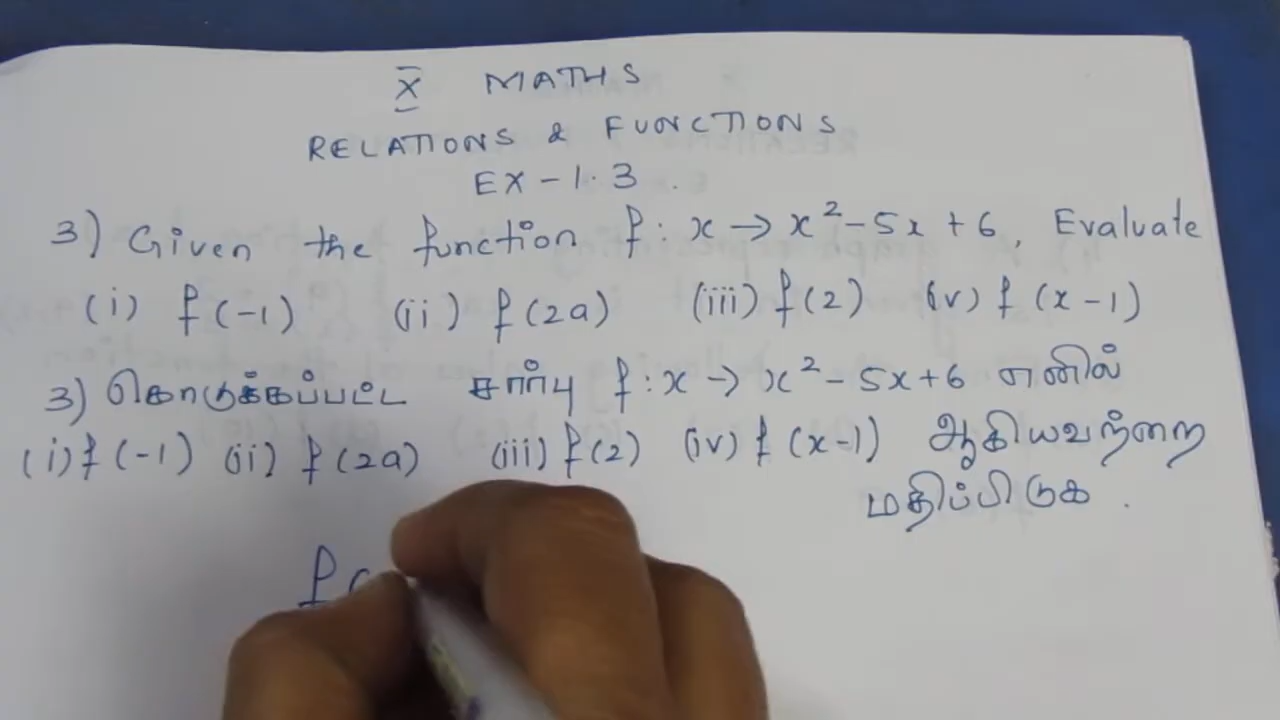 X MATHS
RELATIONS & FUNCTIONS
EX - 1.3.
3) Given the function f: x → x² - 5x + 6, Evaluate
(i) f(-1) (ii) f(2a) (iii) f(2) (iv) f(x-1)
3) கொடுக்கப்பட்ட சார்பு f: x → x² - 5x + 6 எனில்
(i) f(-1) (ii) f(2a) (iii) f(2) (iv) f(x-1) ஆகியவற்றை
மதிப்பிடுக.
f(